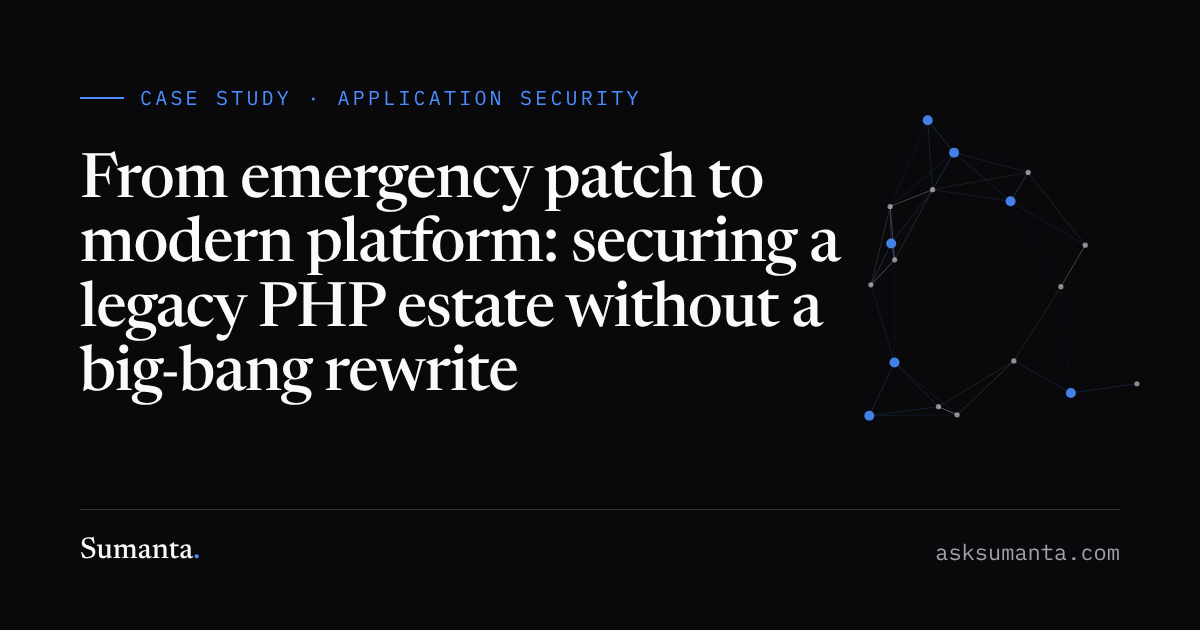 CASE STUDY · APPLICATION SECURITY
From emergency patch to
modern platform: securing a
legacy PHP estate without a
big-bang rewrite
Sumanta.
asksumanta.com